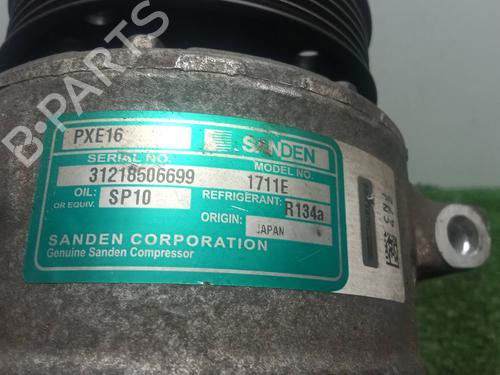 PXE16 SANDEN
SERIAL NO. MODEL NO.
31218506699 1711E
OIL: SP10 REFRIGERANT: R134a
OR EQUIV. ORIGIN: JAPAN
SANDEN CORPORATION
Genuine Sanden Compressor
B-PARTS